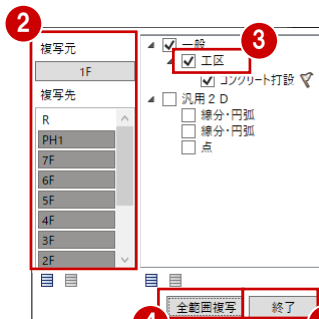 2
複写元
1F
複写先
R
PH1
7F
6F
5F
4F
3F
2F
一般
3
工区
コンクリート打設
汎用2D
線分・円弧
線分・円弧
点
全範囲複写
終了
4